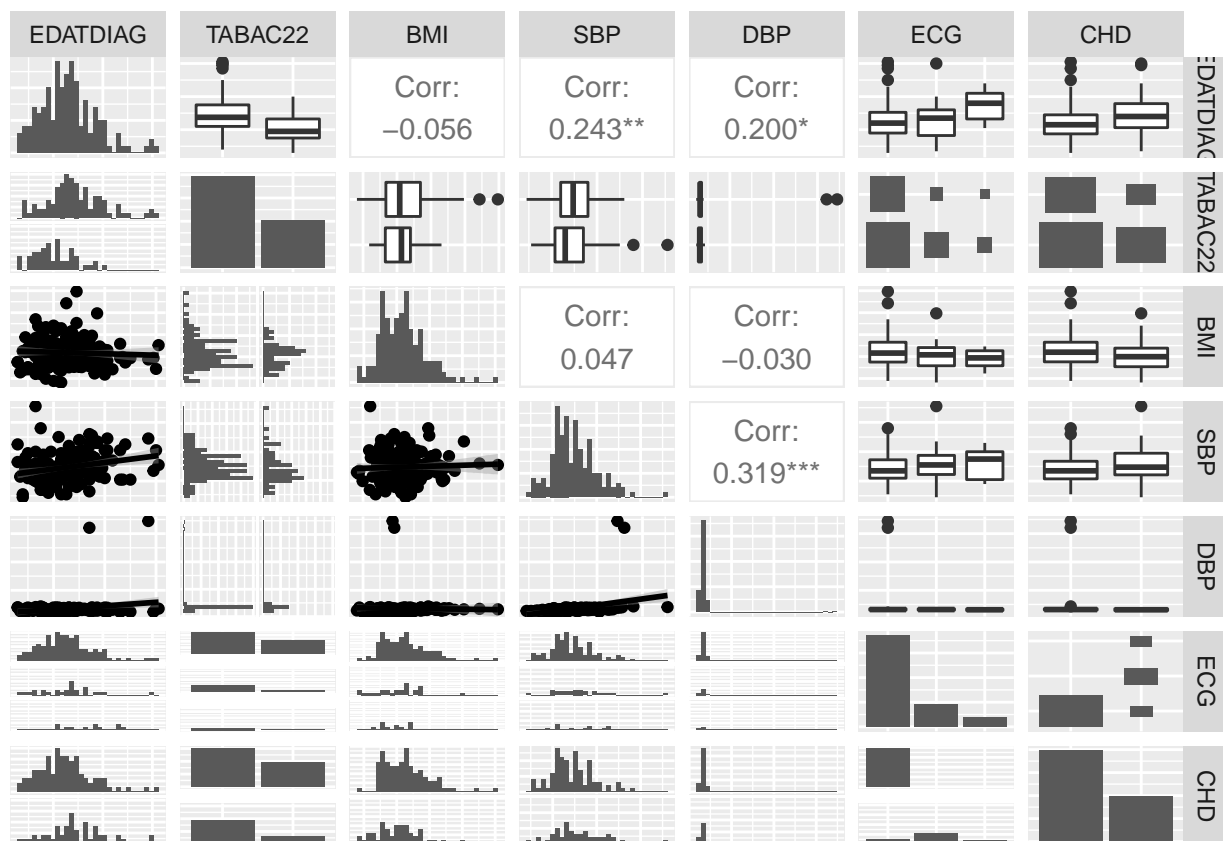 EDATDIAG TABAC22 BMI SBP DBP ECG CHD
Corr: Corr: Corr:
−0.056 0.243** 0.200*
EDATDIAG
TABAC22
Corr: Corr:
0.047 −0.030
BMI
Corr:
0.319***
SBP
DBP
ECG
CHD